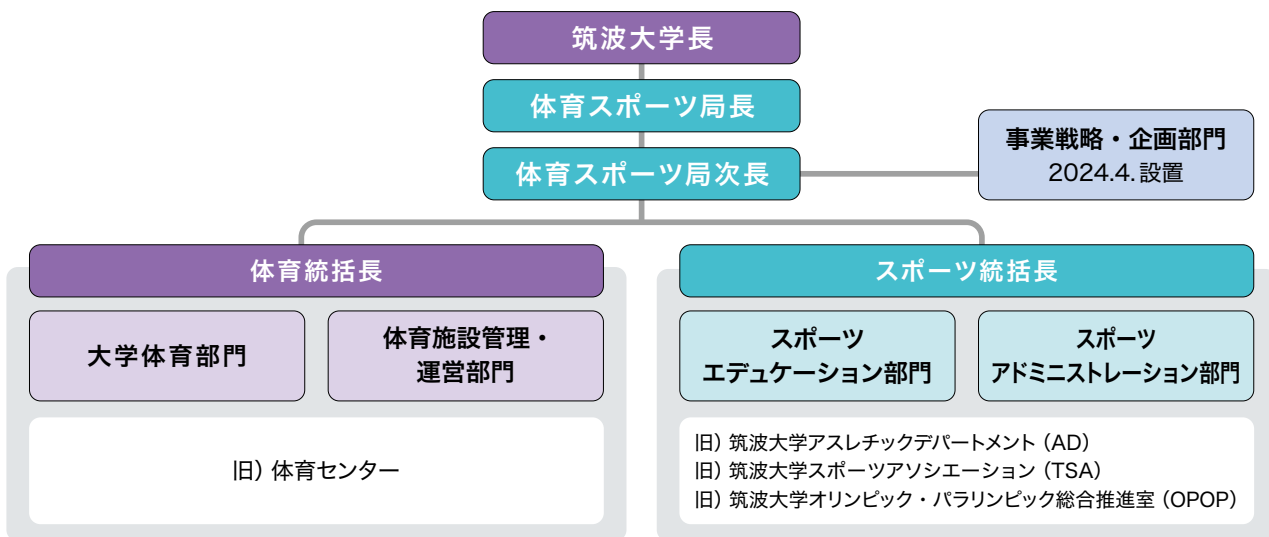 筑波大学長
体育スポーツ局長
体育スポーツ局次長
事業戦略・企画部門
2024.4.設置
体育統括長
大学体育部門
体育施設管理・
運営部門
旧）体育センター
スポーツ統括長
スポーツ
エデュケーション部門
スポーツ
アドミニストレーション部門
旧）筑波大学アスレチックデパートメント（AD）
旧）筑波大学スポーツアソシエーション（TSA）
旧）筑波大学オリンピック・パラリンピック総合推進室（OPOP）